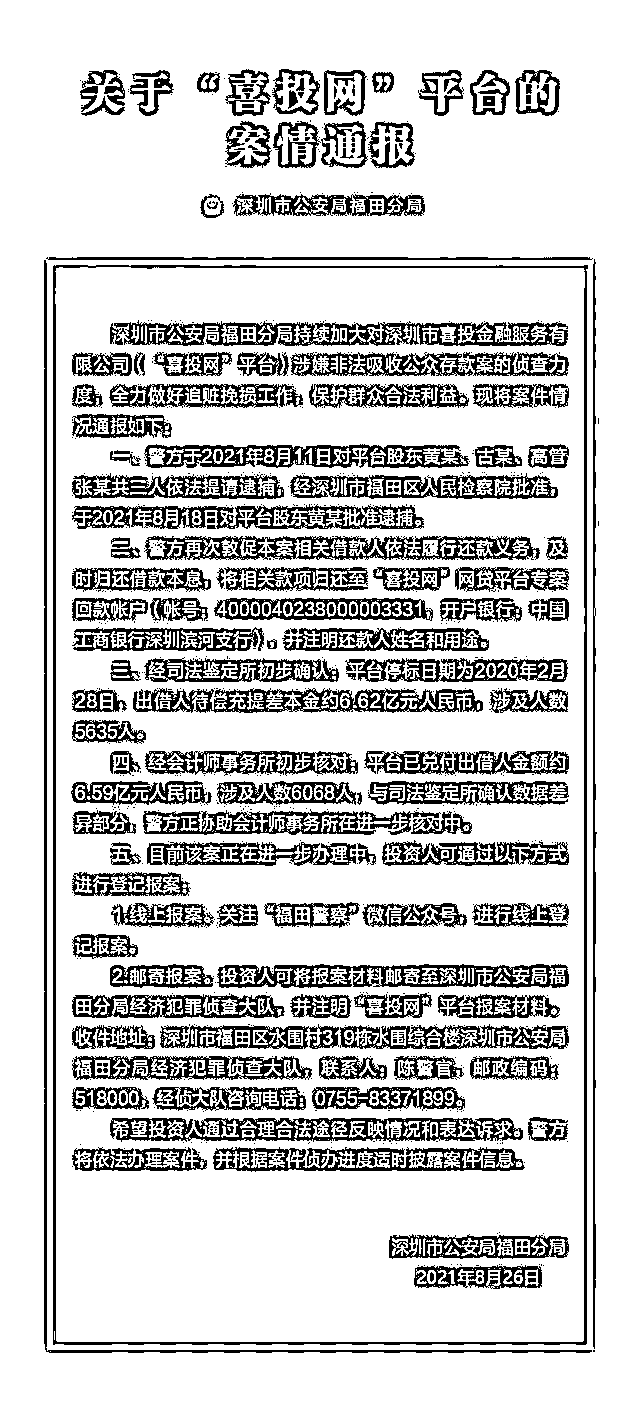 关于“喜投网”平台的
案情通报
深圳市公安局福田分局
深圳市公安局福田分局持续加大对深圳市喜投金融服务有
限公司（“喜投网”平台）涉嫌非法吸收公众存款案的侦查力
度，全力做好追赃挽损工作，保护群众合法利益。现将案件情
况通报如下：
一、警方于2021年8月11日对平台股东黄某、古某、高管
张某共三人依法提请逮捕，经深圳市福田区人民检察院批准，
于2021年8月18日对平台股东黄某批准逮捕。
二、警方再次敦促本案相关借款人依法履行还款义务，及
时归还借款本息，将相关款项归还至“喜投网”网贷平台专案
回款帐户（帐号：4000040238000003331，开户银行：中国
工商银行深圳滨河支行），并注明还款人姓名和用途。
三、经司法鉴定所初步确认：平台停标日期为2020年2月
28日，出借人待偿充提差本金约6.62亿元人民币，涉及人数
5635人。
四、经会计师事务所初步核对：平台已兑付出借人金额约
6.59亿元人民币，涉及人数6068人，与司法鉴定所确认数据差
异部分，警方正协助会计师事务所在进一步核对中。
五、目前该案正在进一步办理中，投资人可通过以下方式
进行登记报案：
1.线上报案。关注“福田警察”微信公众号，进行线上登
记报案。
2.邮寄报案。投资人可将报案材料邮寄至深圳市公安局福
田分局经济犯罪侦查大队，并注明“喜投网”平台报案材料。
收件地址：深圳市福田区水围村319栋水围综合楼深圳市公安局
福田分局经济犯罪侦查大队，联系人：陈警官，邮政编码：
518000，经侦大队咨询电话：0755-83371899。
希望投资人通过合理合法途径反映情况和表达诉求。警方
将依法办理案件，并根据案件侦办进度适时披露案件信息。
深圳市公安局福田分局
2021年8月26日